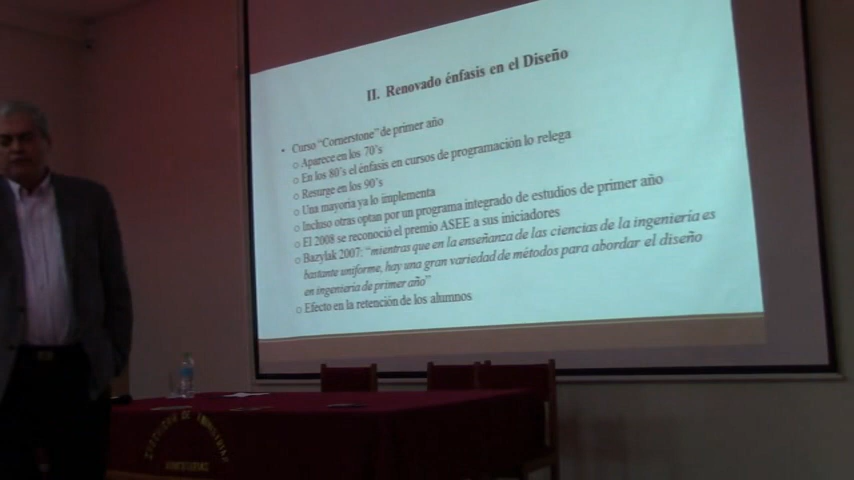 II. Renovado énfasis en el Diseño
• Curso "Cornerstone" de primer año
o Aparece en los 70's
o En los 80's el énfasis en cursos de programación lo relega
o Resurge en los 90's
o Una mayoría ya lo implementa
o Incluso otras optan por un programa integrado de estudios de primer año
o El 2008 se reconoció el premio ASEE a sus iniciadores
o Bazylak 2007: "mientras que en la enseñanza de las ciencias de la ingeniería es
bastante uniforme, hay una gran variedad de métodos para abordar el diseño
en ingeniería de primer año"
o Efecto en la retención de los alumnos
DE